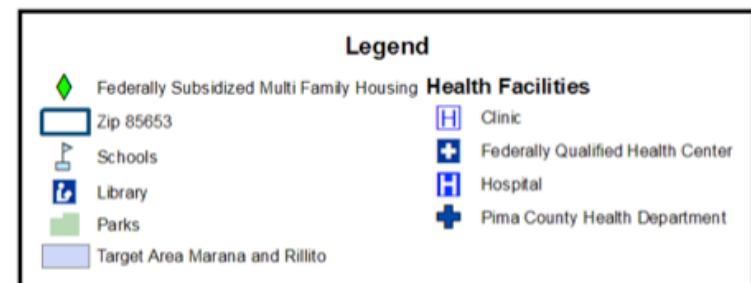 Legend
Federally Subsidized Multi Family Housing
Zip 85653
Schools
Library
Parks
Target Area Marana and Rillito
Health Facilities
H Clinic
Federally Qualified Health Center
H Hospital
Pima County Health Department